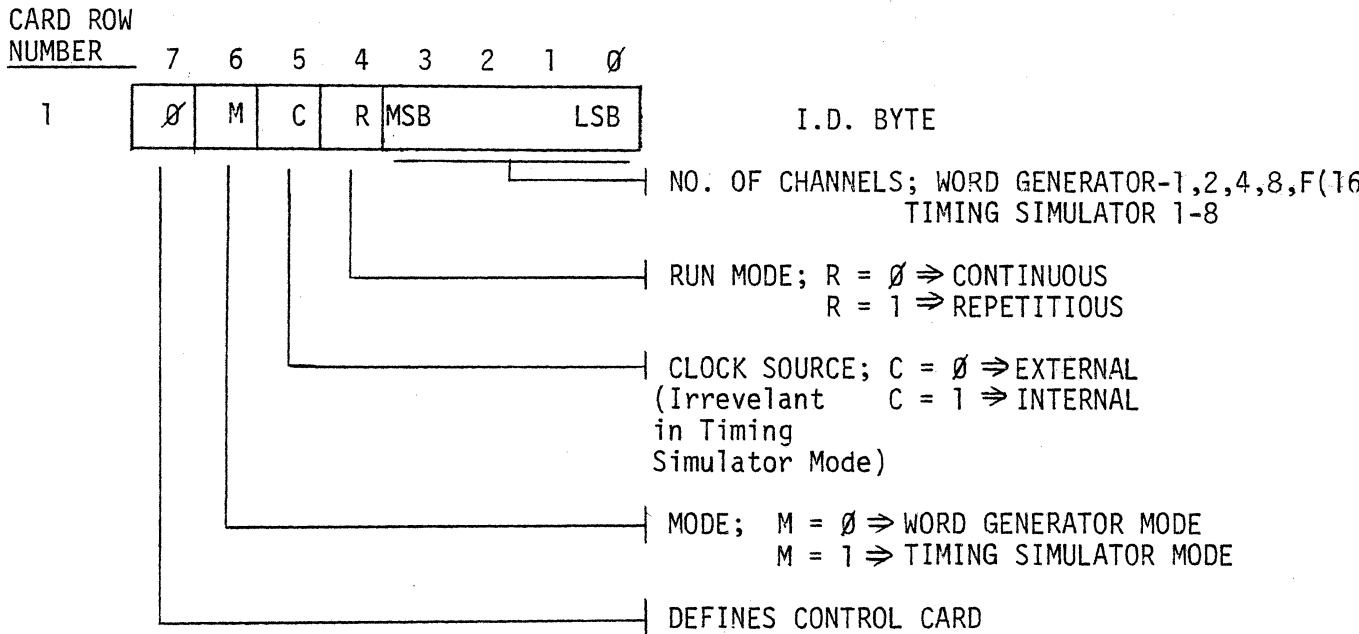 CARD ROW
NUMBER 7 6 5 4 3 2 1 Ø
1 Ø M C R MSB LSB I.D. BYTE
NO. OF CHANNELS; WORD GENERATOR-1,2,4,8,F(16
TIMING SIMULATOR 1-8
RUN MODE; R = Ø ⇒ CONTINUOUS
R = 1 ⇒ REPETITIOUS
CLOCK SOURCE; C = Ø ⇒ EXTERNAL
(Irrevelant C = 1 ⇒ INTERNAL
in Timing
Simulator Mode)
MODE; M = Ø ⇒ WORD GENERATOR MODE
M = 1 ⇒ TIMING SIMULATOR MODE
DEFINES CONTROL CARD